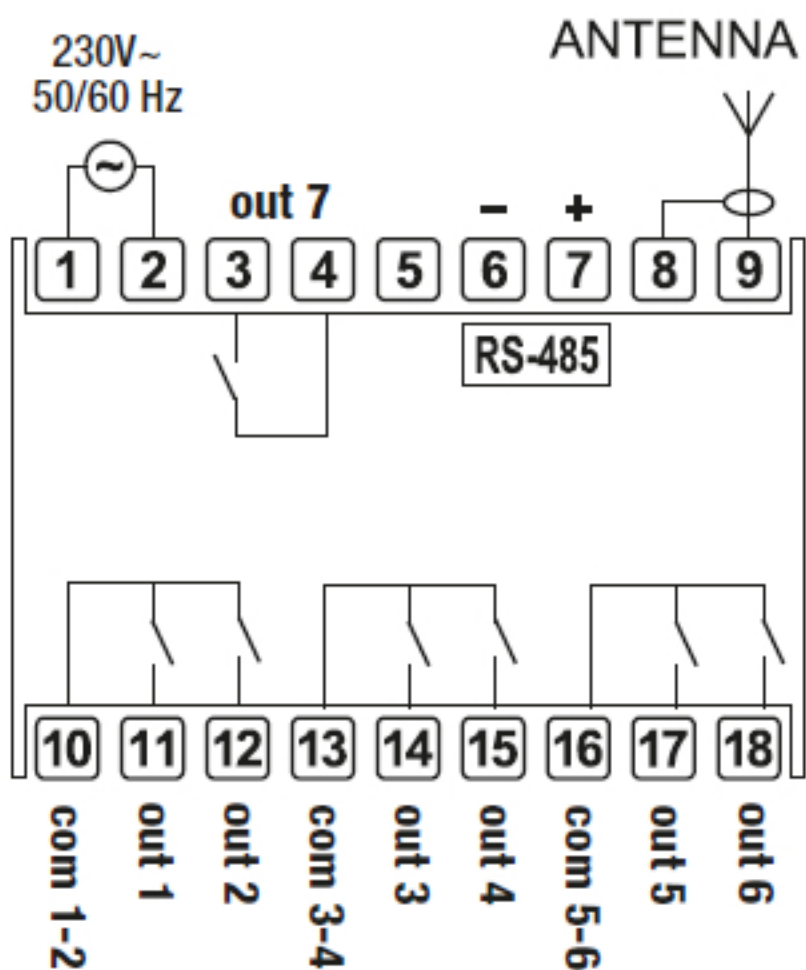 230V~
50/60 Hz
ANTENNA
~
out 7
- +
1 2 3 4 5 6 7 8 9
RS-485
10 11 12 13 14 15 16 17 18
com 1-2
out 1
out 2
com 3-4
out 3
out 4
com 5-6
out 5
out 6